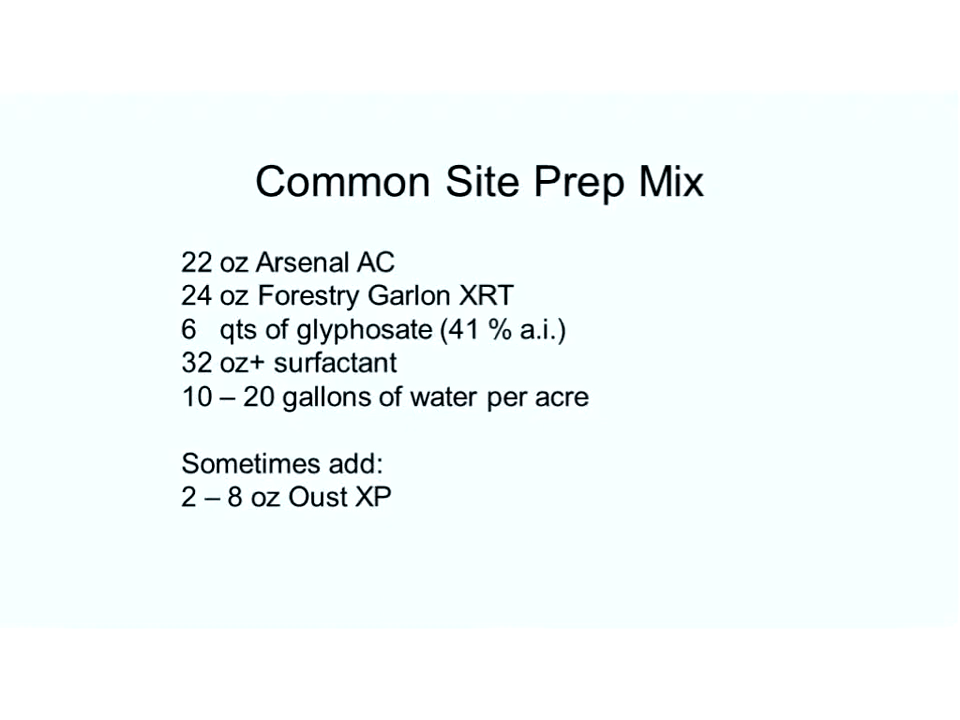 Common Site Prep Mix
22 oz Arsenal AC
24 oz Forestry Garlon XRT
6 qts of glyphosate (41 % a.i.)
32 oz+ surfactant
10 – 20 gallons of water per acre
Sometimes add:
2 – 8 oz Oust XP